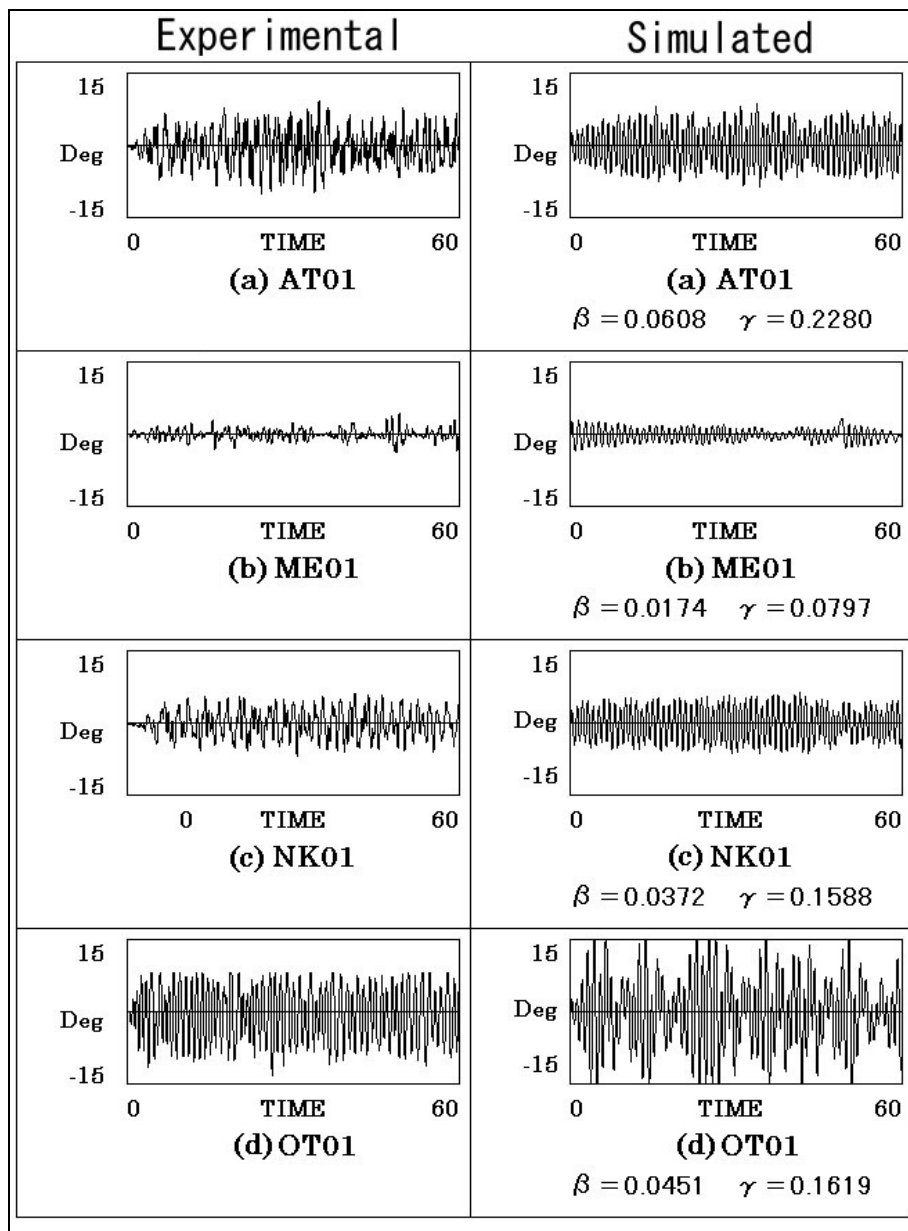 Experimental Simulated
15 15
Deg Deg
-15 -15
0 TIME 60 0 TIME 60
(a) AT01 (a) AT01
β = 0.0608 γ = 0.2280
15 15
Deg Deg
-15 -15
0 TIME 60 0 TIME 60
(b) ME01 (b) ME01
β = 0.0174 γ = 0.0797
15 15
Deg Deg
-15 -15
0 TIME 60 0 TIME 60
(c) NK01 (c) NK01
β = 0.0372 γ = 0.1588
15 15
Deg Deg
-15 -15
0 TIME 60 0 TIME 60
(d) OT01 (d) OT01
β = 0.0451 γ = 0.1619